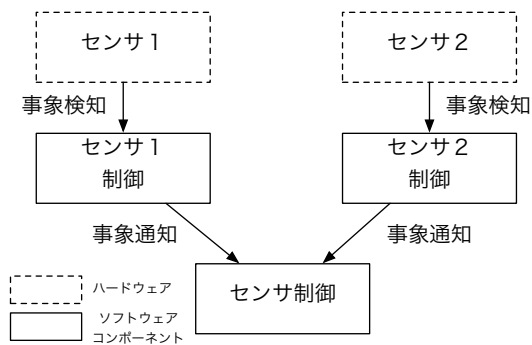 センサ１
センサ２
事象検知
事象検知
センサ１
制御
センサ２
制御
事象通知
事象通知
センサ制御
ハードウェア
ソフトウェア
コンポーネント